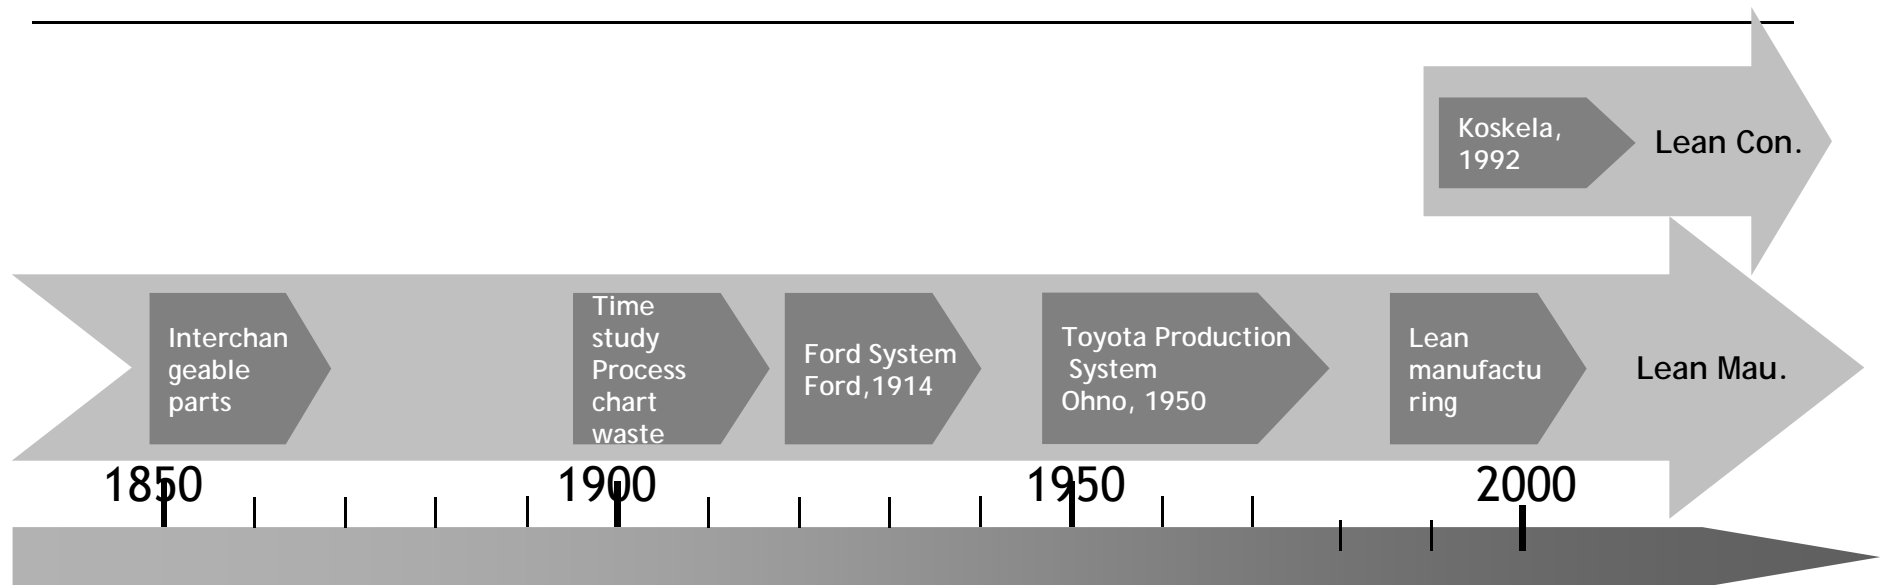 Koskela,
1992
Lean Con.
Interchan
geable
parts
Time
study
Process
chart
waste
Ford System
Ford,1914
Toyota Production
System
Ohno, 1950
Lean
manufactu
ring
Lean Mau.
1850
1900
1950
2000